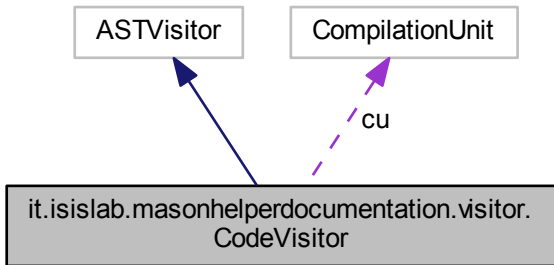 ASTVisitor
CompilationUnit
cu
it.isislab.masonhelperdocumentation.visitor.
CodeVisitor